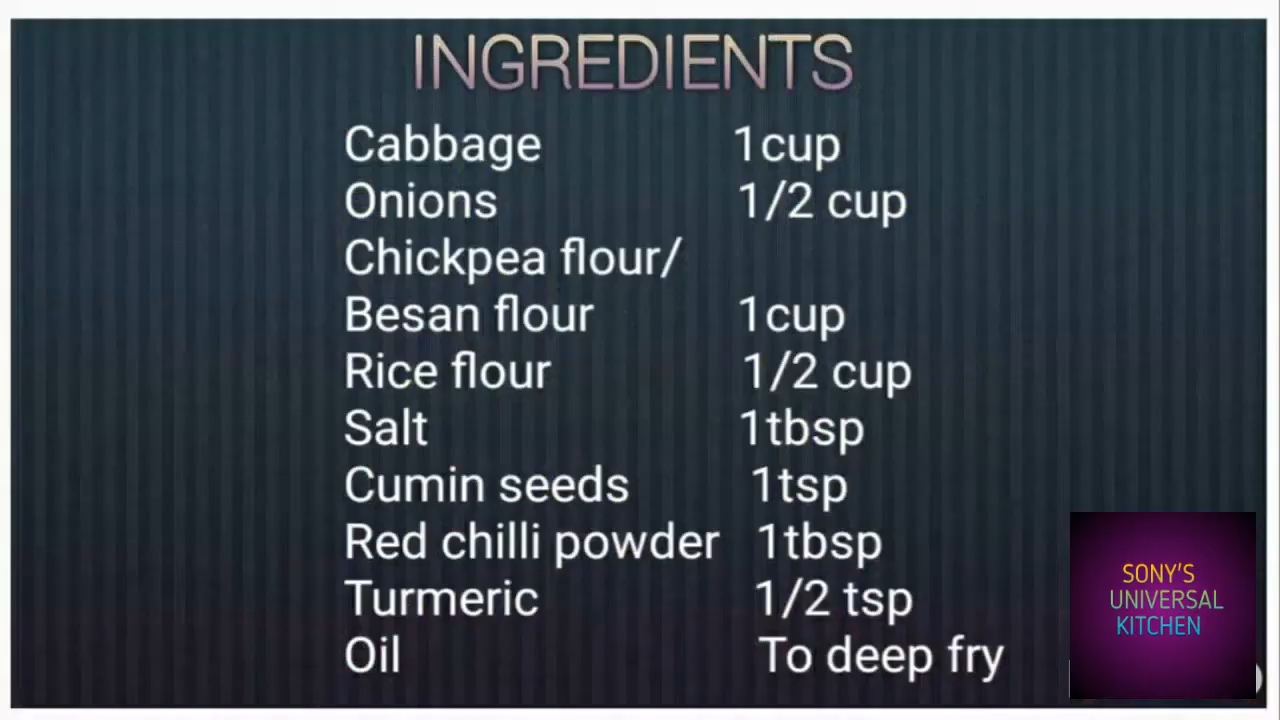 INGREDIENTS
Cabbage 1cup
Onions 1/2 cup
Chickpea flour/
Besan flour 1cup
Rice flour 1/2 cup
Salt 1tbsp
Cumin seeds 1tsp
Red chilli powder 1tbsp
Turmeric 1/2 tsp
Oil To deep fry
SONY'S
UNIVERSAL
KITCHEN